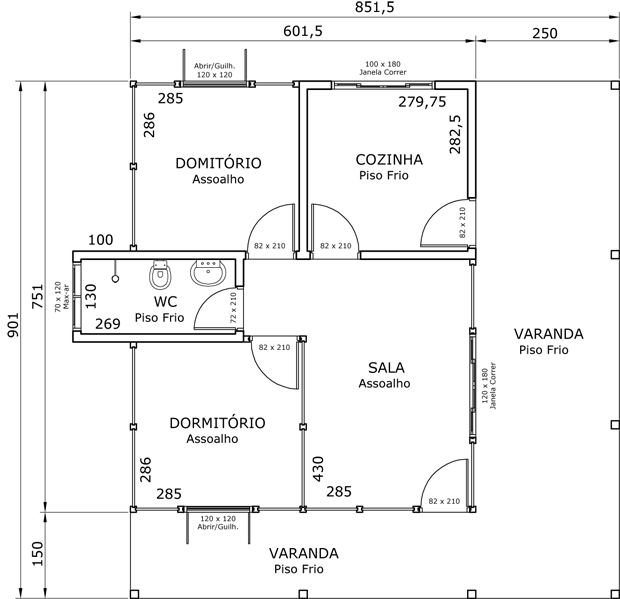 851,5
601,5
250
Abrir/Guilh.
120 x 120
100 x 180
Janela Correr
285
279,75
286
282,5
DOMITÓRIO
Assoalho
COZINHA
Piso Frio
82 x 210
100
82 x 210
82 x 210
901
751
70 x 120
Max-ar
130
WC
Piso Frio
269
72 x 210
VARANDA
Piso Frio
82 x 210
SALA
Assoalho
120 x 180
Janela Correr
DORMITÓRIO
Assoalho
286
285
430
285
82 x 210
120 x 120
Abrir/Guilh.
150
VARANDA
Piso Frio